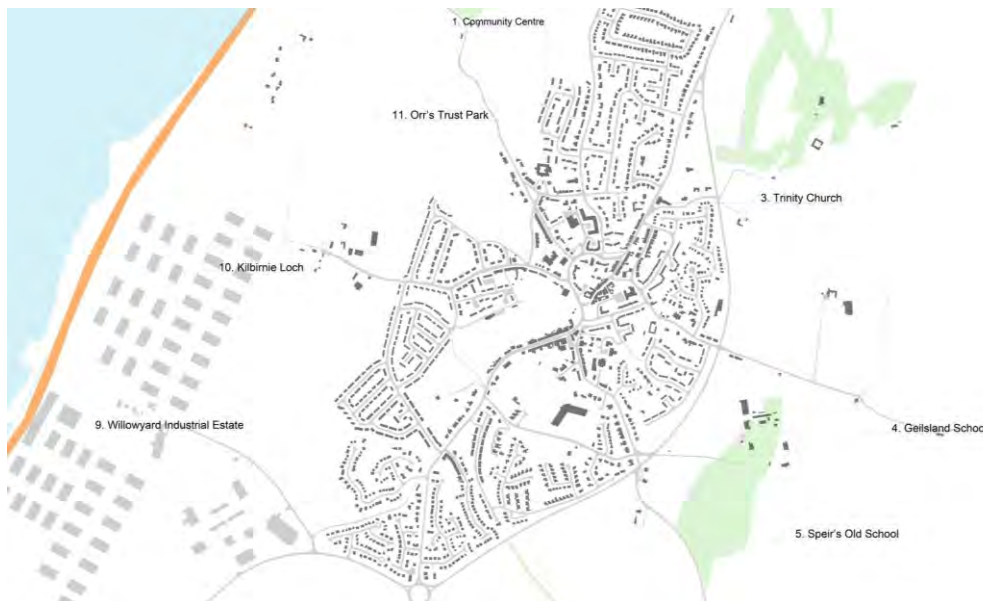 1. Community Centre
11. Orr's Trust Park
3. Trinity Church
10. Kilbirnie Loch
9. Willowyard Industrial Estate
4. Geilsland Schoo
5. Speir's Old School